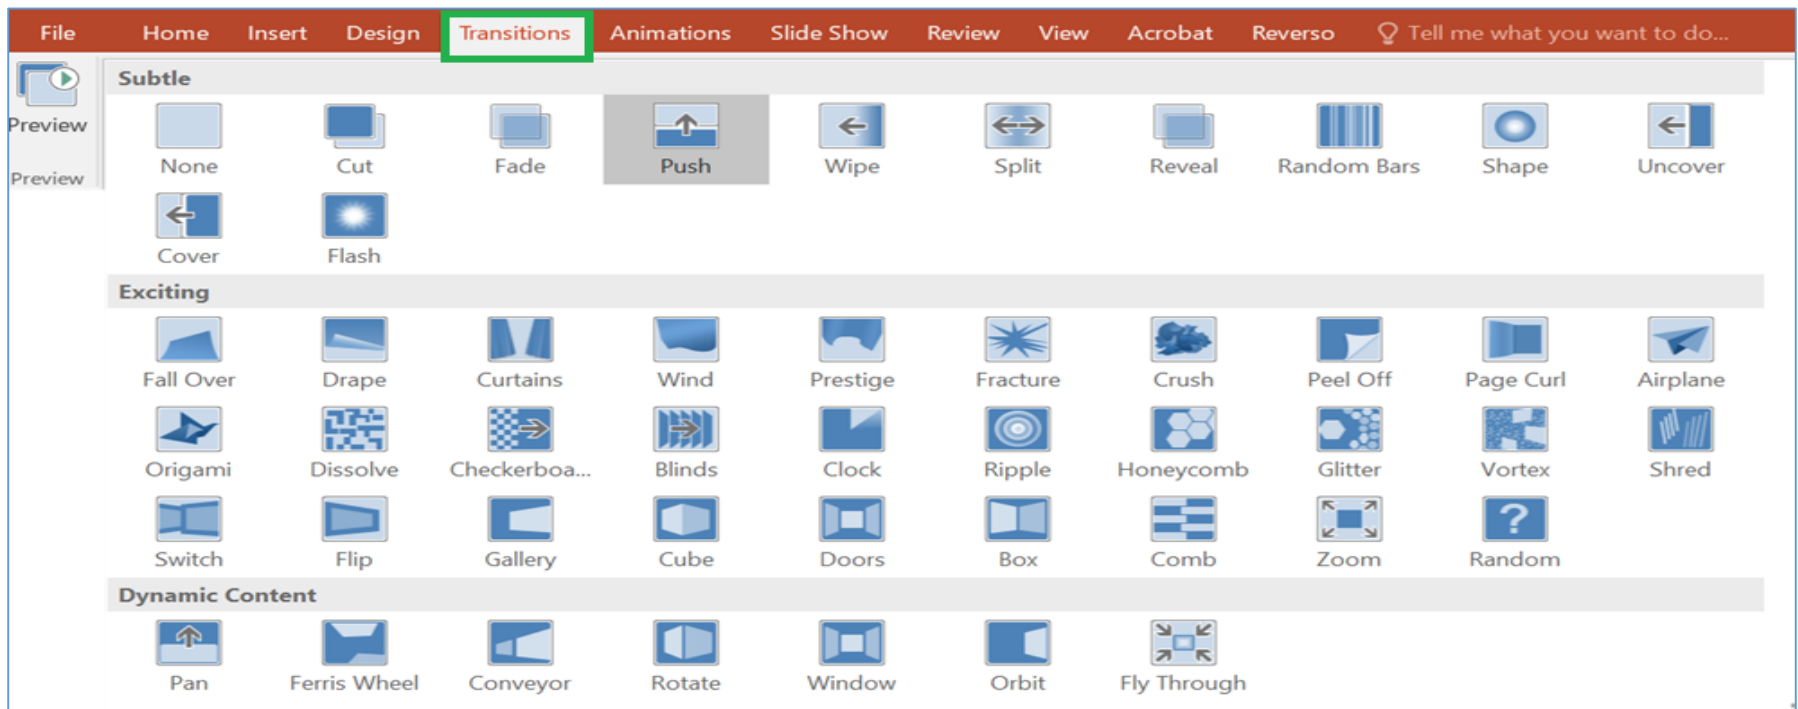 File Home Insert Design Transitions Animations Slide Show Review View Acrobat Reverso Tell me what you want to do...
Preview
Preview
Subtle
None Cut Fade Push Wipe Split Reveal Random Bars Shape Uncover
Cover Flash
Exciting
Fall Over Drape Curtains Wind Prestige Fracture Crush Peel Off Page Curl Airplane
Origami Dissolve Checkerboa... Blinds Clock Ripple Honeycomb Glitter Vortex Shred
Switch Flip Gallery Cube Doors Box Comb Zoom Random
Dynamic Content
Pan Ferris Wheel Conveyor Rotate Window Orbit Fly Through